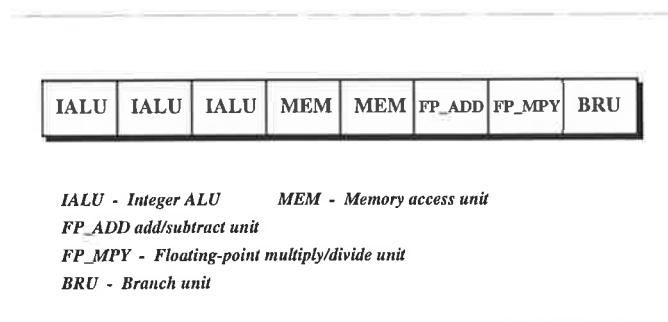 IALU IALU IALU MEM MEM FP_ADD FP_MPY BRU
IALU - Integer ALU MEM - Memory access unit
FP_ADD add/subtract unit
FP_MPY - Floating-point multiply/divide unit
BRU - Branch unit